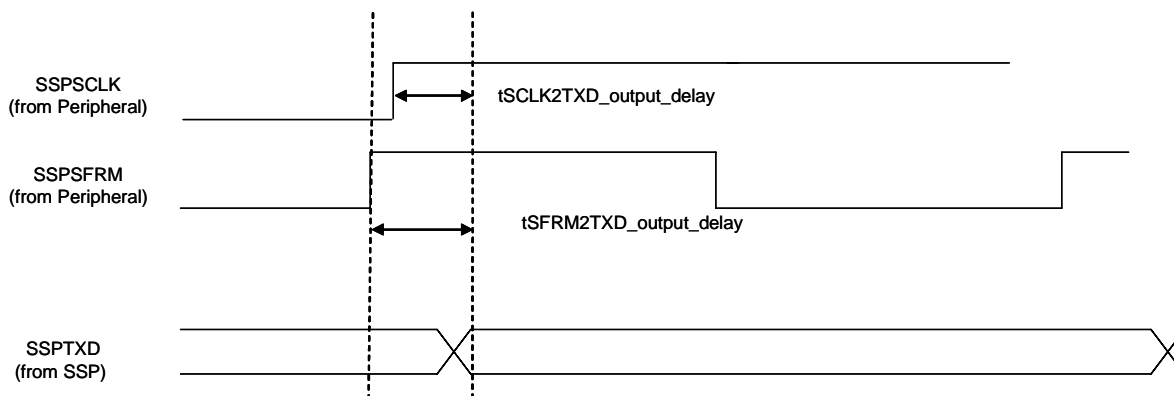 SSPSCLK
(from Peripheral)
tSCLK2TXD_output_delay
SSPSFRM
(from Peripheral)
tSFRM2TXD_output_delay
SSPTXD
(from SSP)